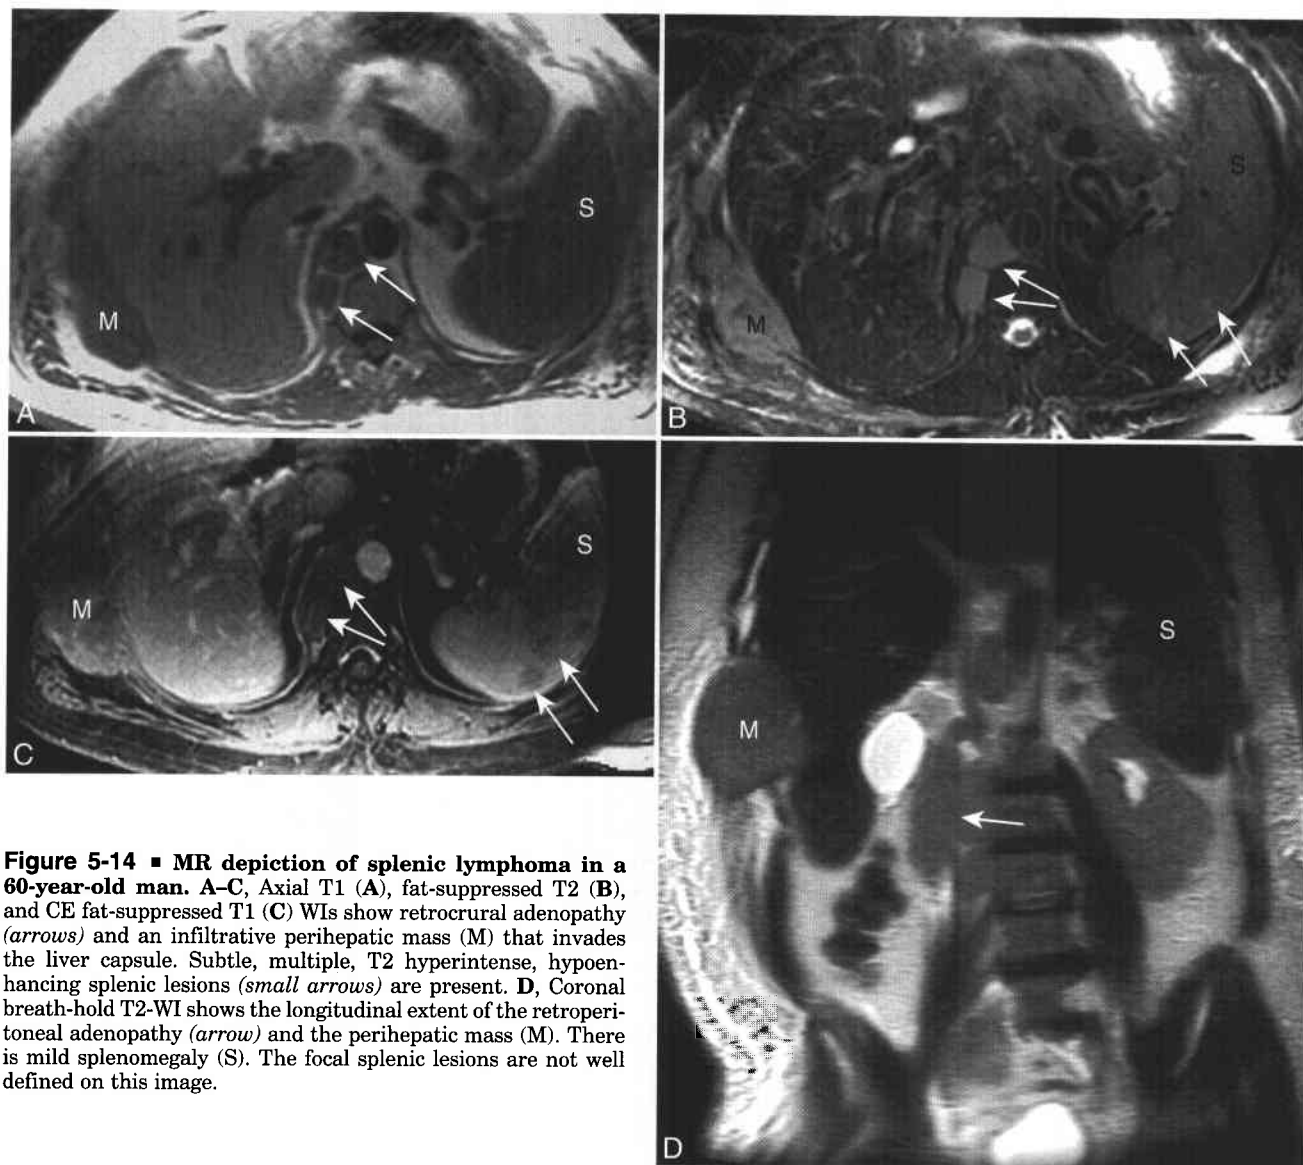 M
S
A
M
S
B
M
S
C
M
S
D
Figure 5-14 ■ MR depiction of splenic lymphoma in a
60-year-old man. A–C, Axial T1 (A), fat-suppressed T2 (B),
and CE fat-suppressed T1 (C) WIs show retrocrural adenopathy
(arrows) and an infiltrative perihepatic mass (M) that invades
the liver capsule. Subtle, multiple, T2 hyperintense, hypoen-
hancing splenic lesions (small arrows) are present. D, Coronal
breath-hold T2-WI shows the longitudinal extent of the retroperi-
toneal adenopathy (arrow) and the perihepatic mass (M). There
is mild splenomegaly (S). The focal splenic lesions are not well
defined on this image.